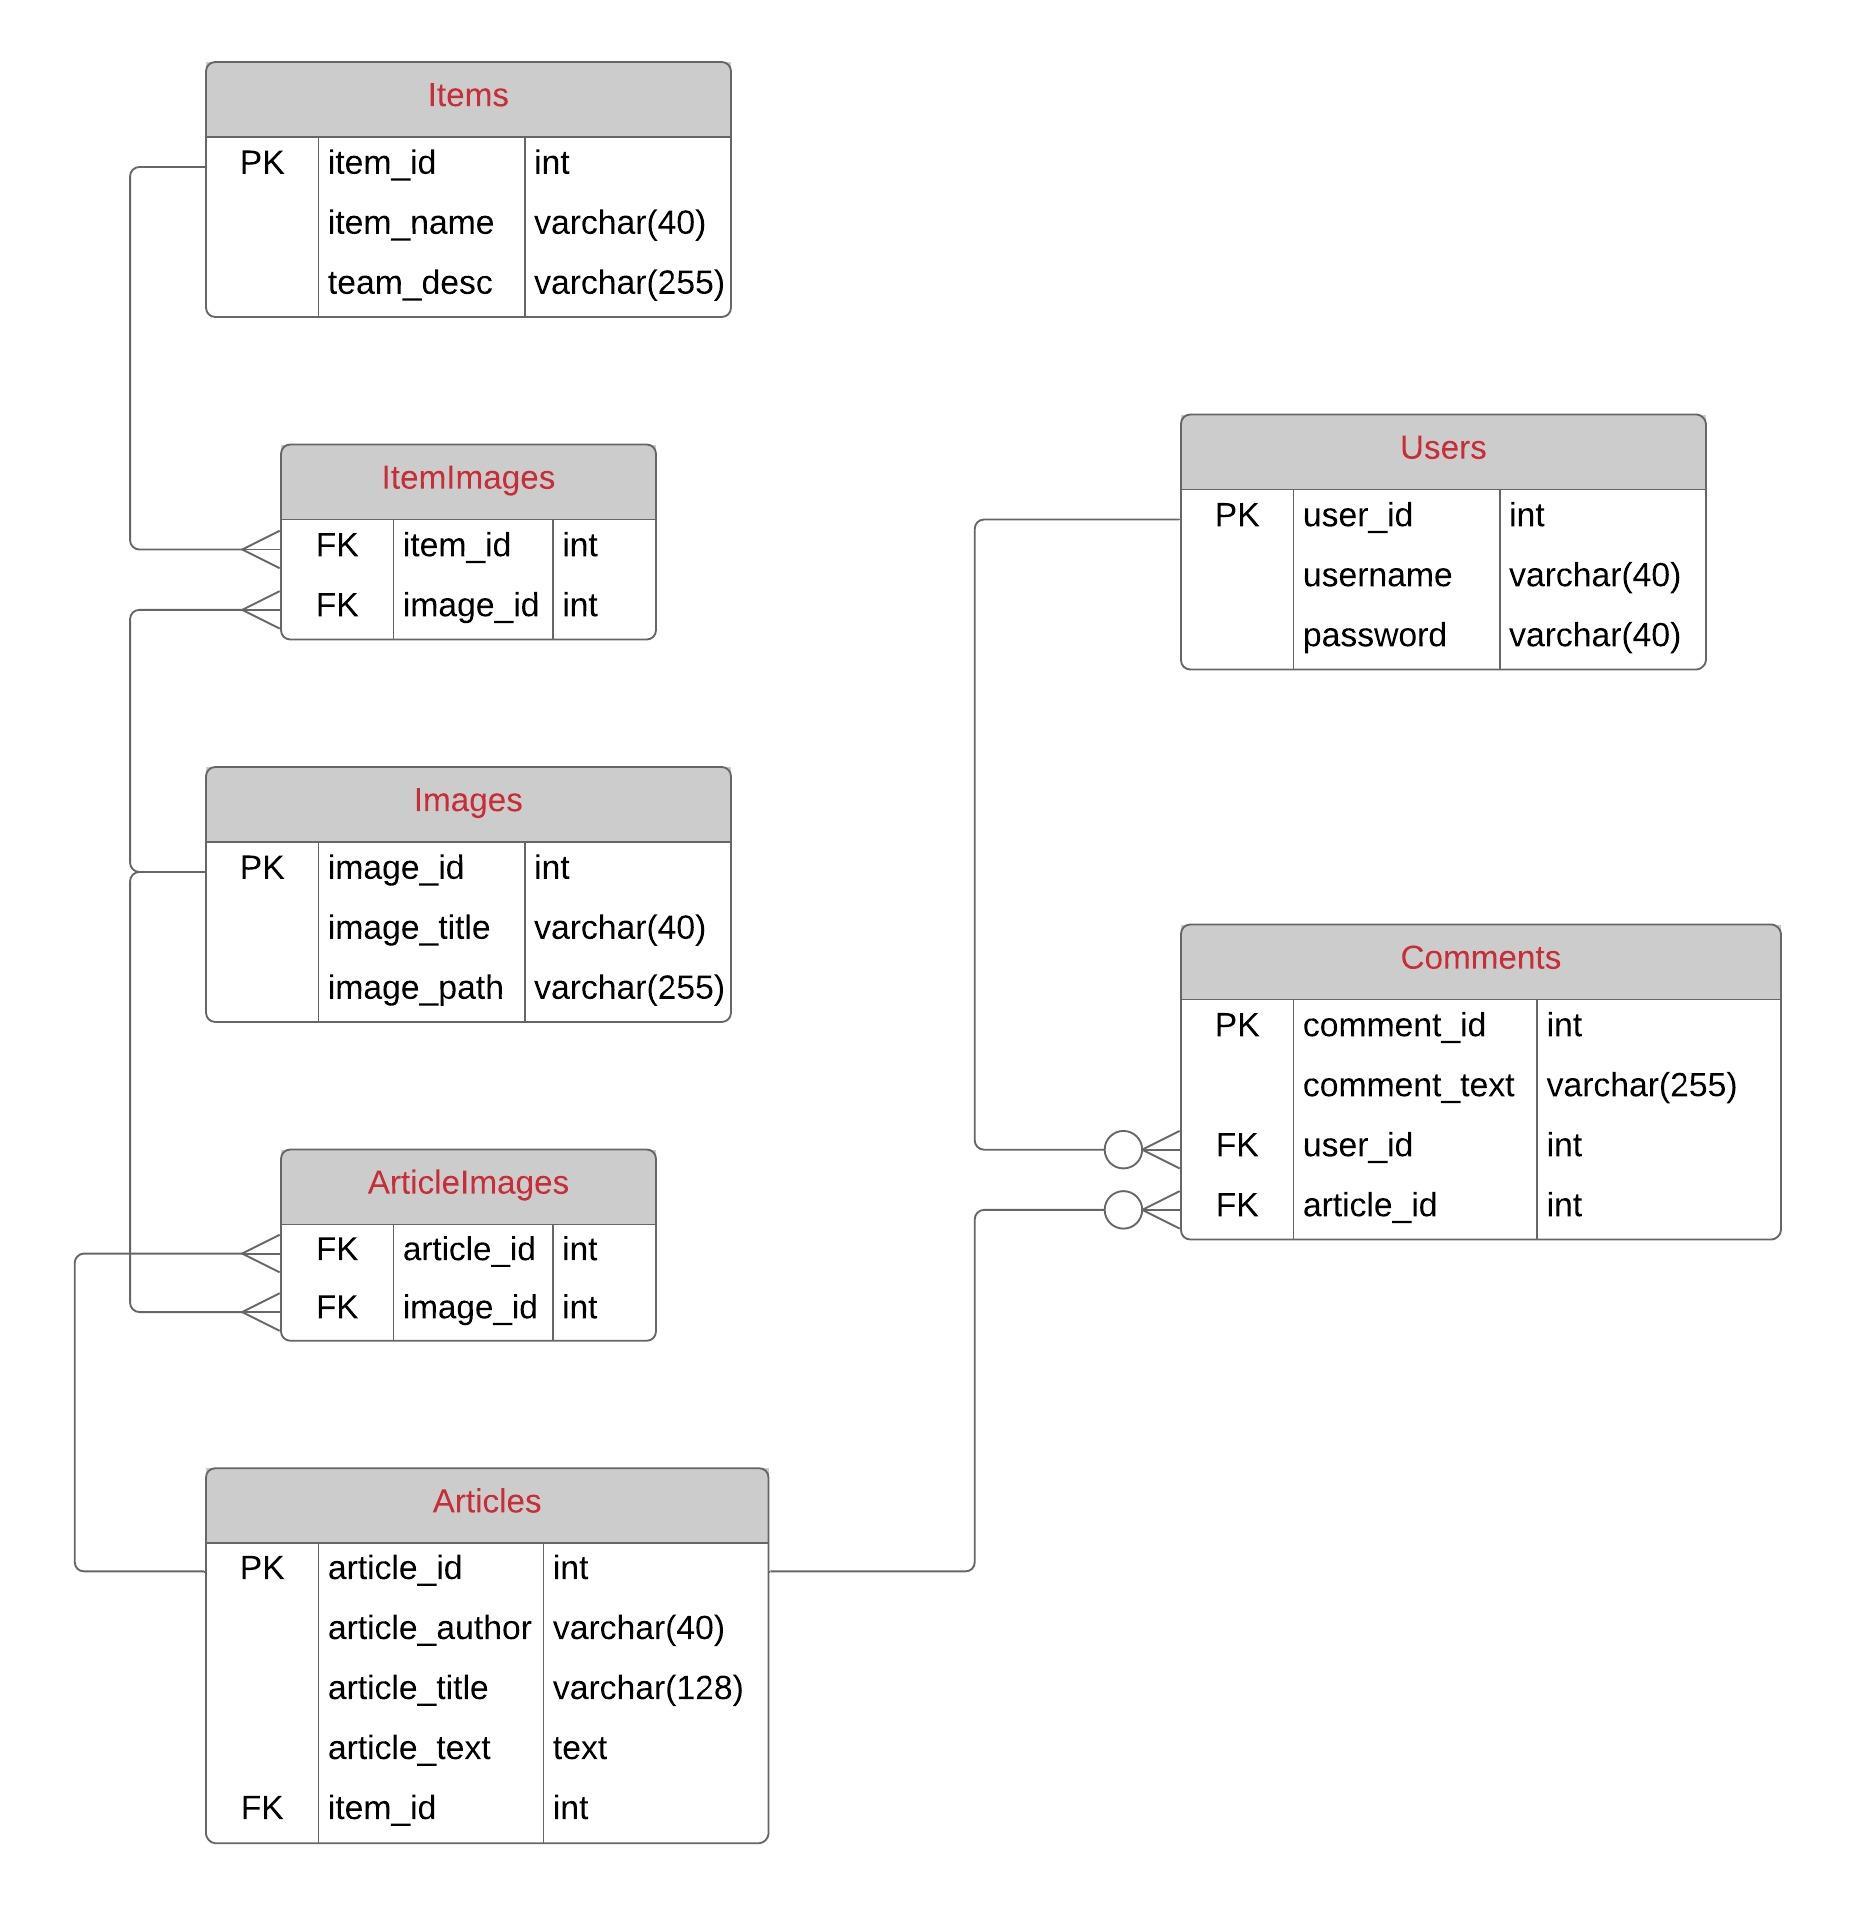 Items
PK item_id int
item_name varchar(40)
team_desc varchar(255)
ItemImages
FK item_id int
FK image_id int
Images
PK image_id int
image_title varchar(40)
image_path varchar(255)
ArticleImages
FK article_id int
FK image_id int
Articles
PK article_id int
article_author varchar(40)
article_title varchar(128)
article_text text
FK item_id int
Users
PK user_id int
username varchar(40)
password varchar(40)
Comments
PK comment_id int
comment_text varchar(255)
FK user_id int
FK article_id int